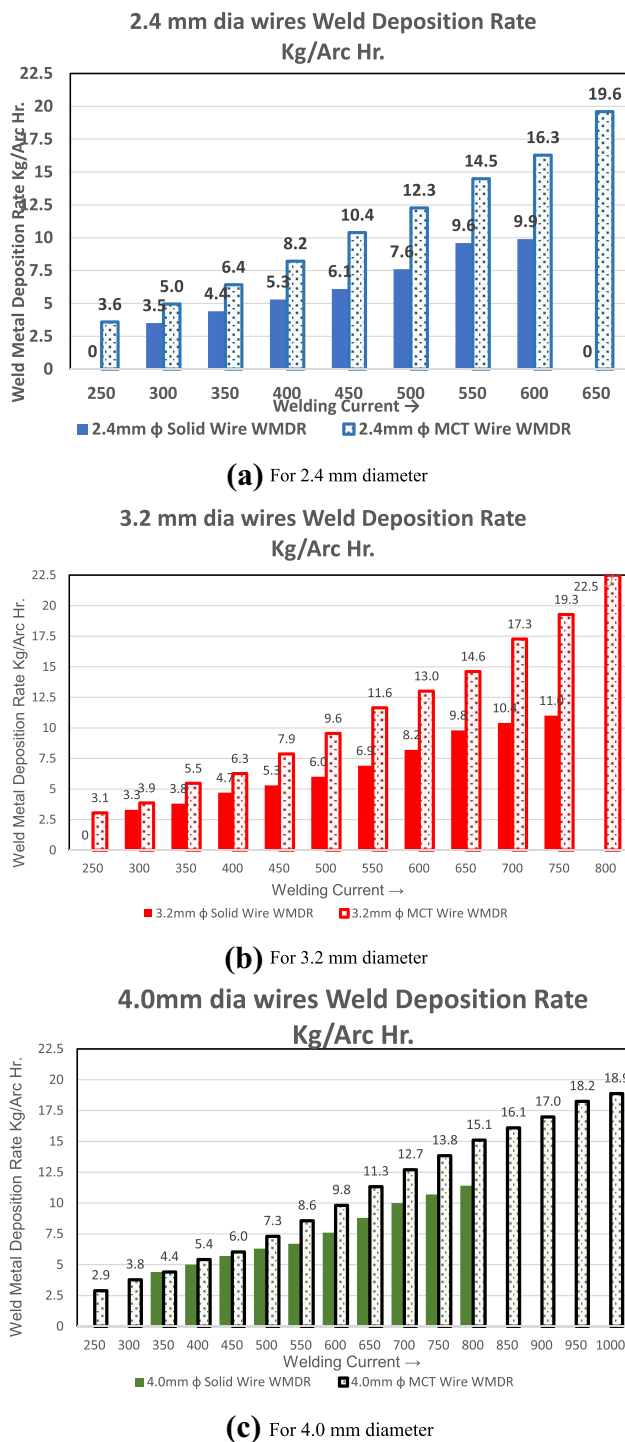 2.4 mm dia wires Weld Deposition Rate
Kg/Arc Hr.
Weld Metal Deposition Rate Kg/Arc Hr.
22.5
20
17.5
15
12.5
10
7.5
5
2.5
0
0 3.6 3.5 5.0 4.4 6.4 5.3 8.2 6.1 10.4 7.6 12.3 9.6 14.5 9.9 16.3 0 19.6
250 300 350 400 450 500 550 600 650
Welding Current →
2.4mm ϕ Solid Wire WMDR 2.4mm ϕ MCT Wire WMDR
(a) For 2.4 mm diameter
3.2 mm dia wires Weld Deposition Rate
Kg/Arc Hr.
Weld Metal Deposition Rate Kg/Arc Hr.
22.5
20
17.5
15
12.5
10
7.5
5
2.5
0
0 3.1 3.3 3.9 3.8 5.5 4.7 6.3 5.3 7.9 6.0 9.6 6.9 11.6 8.2 13.0 9.8 14.6 10.4 17.3 11.0 19.3 22.5
250 300 350 400 450 500 550 600 650 700 750 800
Welding Current →
3.2mm ϕ Solid Wire WMDR 3.2mm ϕ MCT Wire WMDR
(b) For 3.2 mm diameter
4.0mm dia wires Weld Deposition Rate
Kg/Arc Hr.
Weld Metal Deposition Rate Kg/Arc Hr.
22.5
20
17.5
15
12.5
10
7.5
5
2.5
0
2.9 3.8 4.4 5.4 6.0 7.3 8.6 9.8 11.3 12.7 13.8 15.1 16.1 17.0 18.2 18.9
250 300 350 400 450 500 550 600 650 700 750 800 850 900 950 1000
Welding Current →
4.0mm ϕ Solid Wire WMDR 4.0mm ϕ MCT Wire WMDR
(c) For 4.0 mm diameter